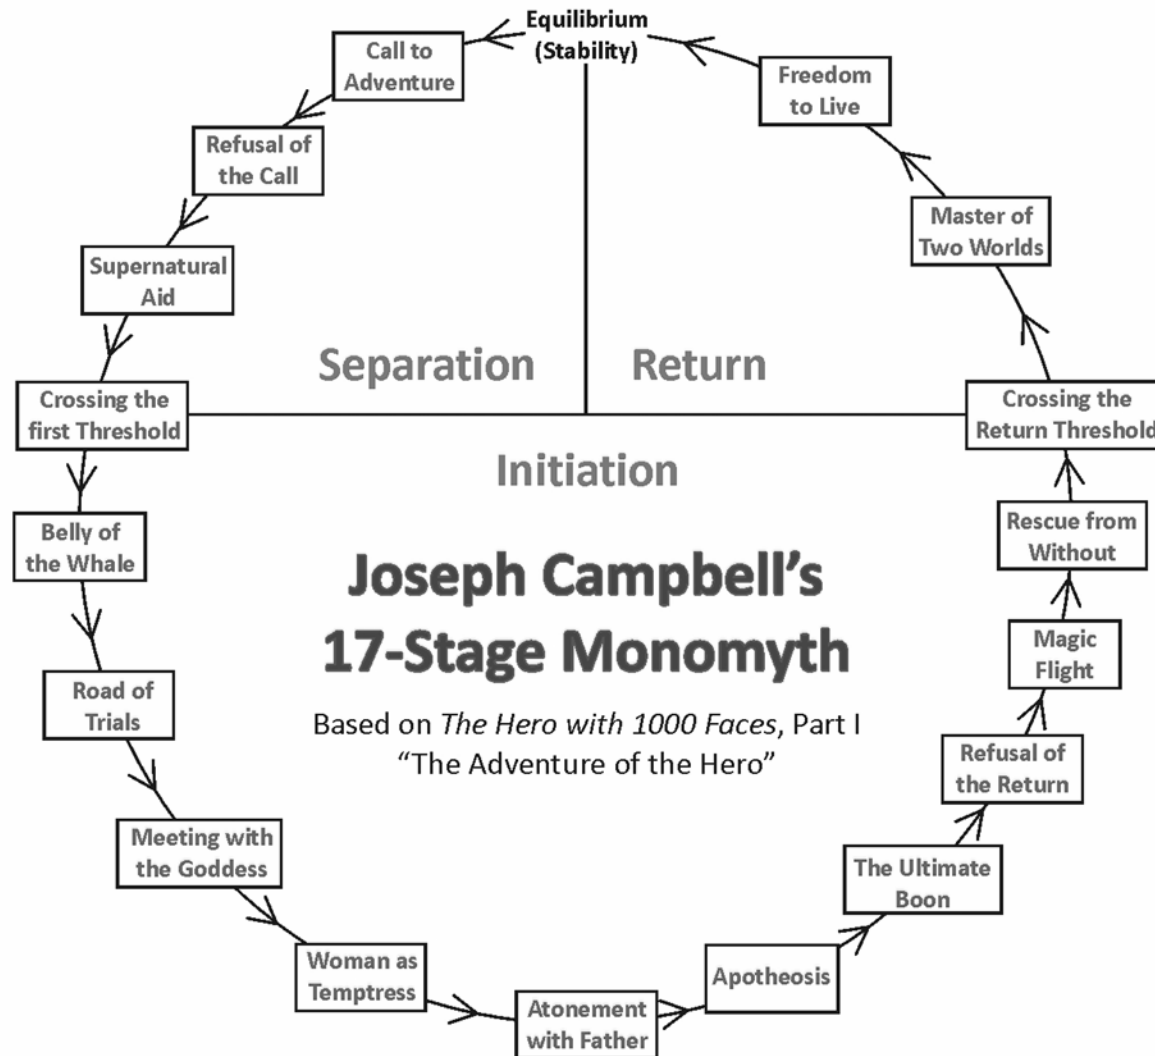 Equilibrium
(Stability)
Call to
Adventure
Refusal of
the Call
Supernatural
Aid
Crossing the
first Threshold
Belly of
the Whale
Road of
Trials
Meeting with
the Goddess
Woman as
Temptress
Atonement
with Father
Apotheosis
The Ultimate
Boon
Refusal of
the Return
Magic
Flight
Rescue from
Without
Crossing the
Return Threshold
Master of
Two Worlds
Freedom
to Live
Separation
Return
Initiation
Joseph Campbell’s
17-Stage Monomyth
Based on The Hero with 1000 Faces, Part I
“The Adventure of the Hero”